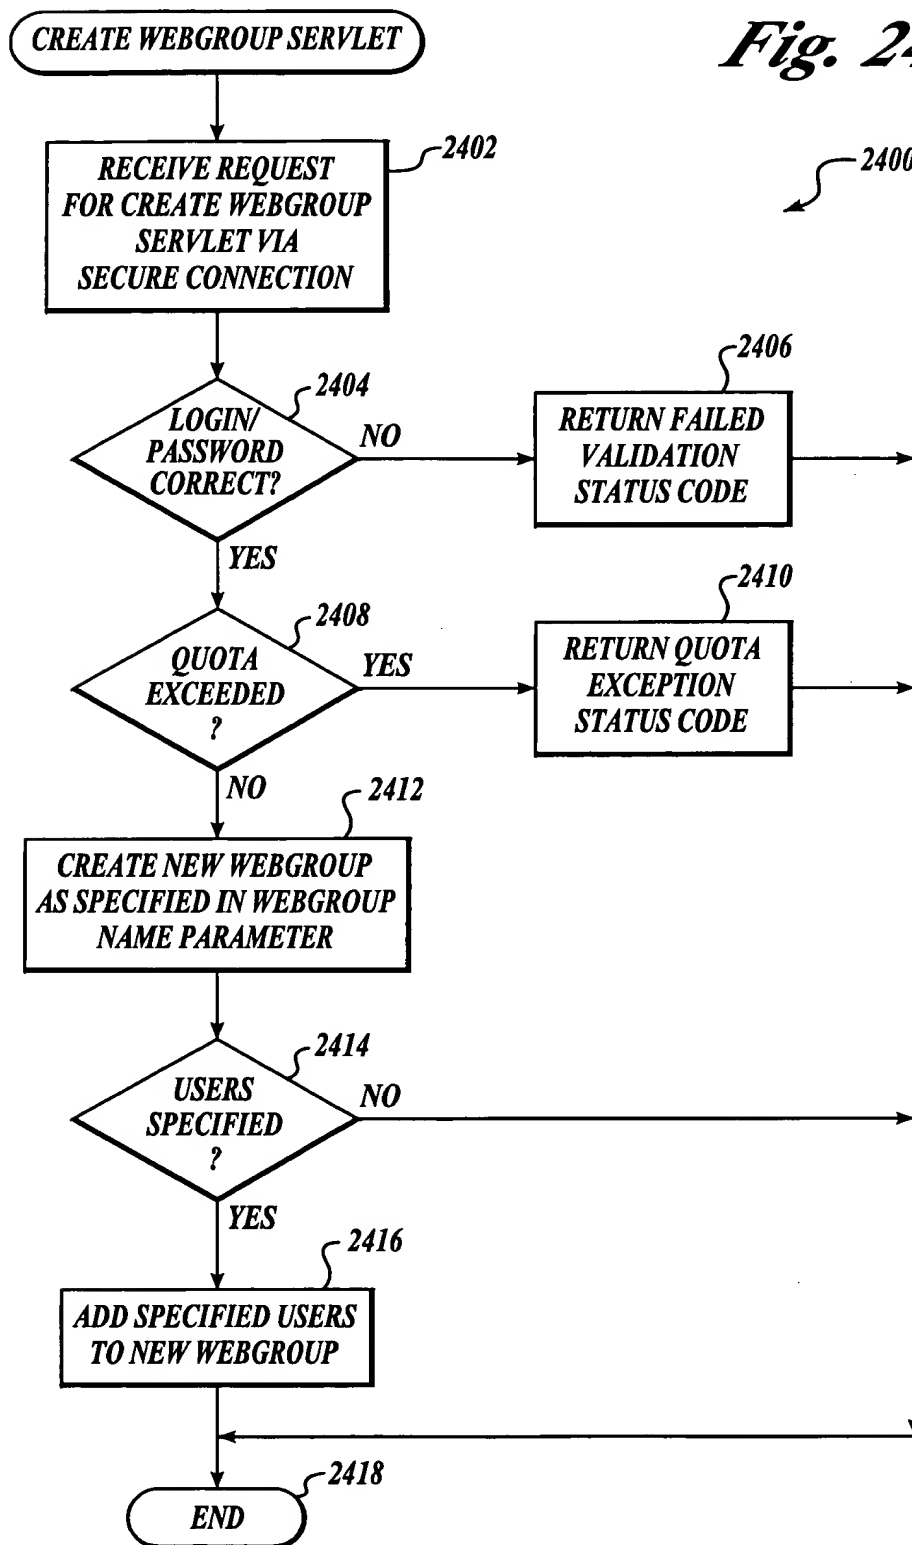 CREATE WEBGROUP SERVLET
Fig. 24
2400
2402
RECEIVE REQUEST
FOR CREATE WEBGROUP
SERVLET VIA
SECURE CONNECTION
2404
LOGIN/
PASSWORD
CORRECT?
NO
2406
RETURN FAILED
VALIDATION
STATUS CODE
YES
2408
QUOTA
EXCEEDED
?
YES
2410
RETURN QUOTA
EXCEPTION
STATUS CODE
NO
2412
CREATE NEW WEBGROUP
AS SPECIFIED IN WEBGROUP
NAME PARAMETER
2414
USERS
SPECIFIED
?
NO
YES
2416
ADD SPECIFIED USERS
TO NEW WEBGROUP
2418
END